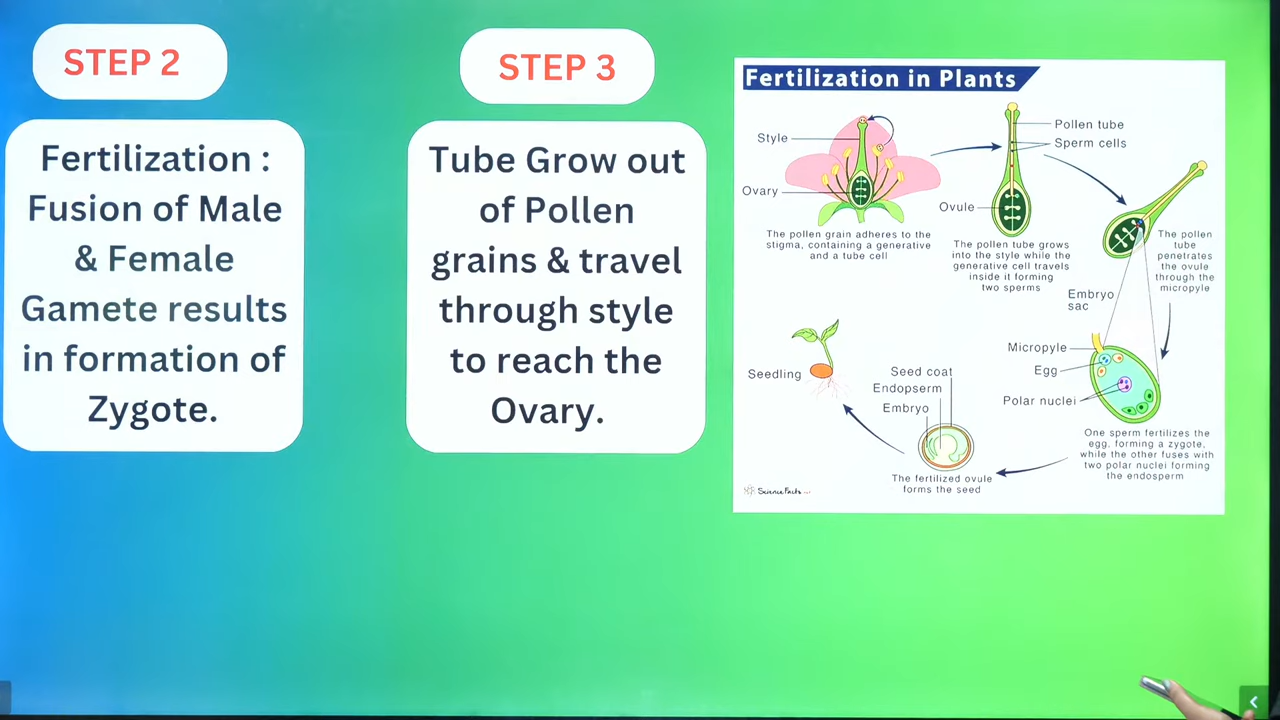 STEP 2
Fertilization :
Fusion of Male
& Female
Gamete results
in formation of
Zygote.
STEP 3
Tube Grow out
of Pollen
grains & travel
through style
to reach the
Ovary.
Fertilization in Plants
Style
Ovary
The pollen grain adheres to the
stigma, containing a generative
and a tube cell
Pollen tube
Sperm cells
Ovule
The pollen tube grows
into the style while the
generative cell travels
inside it forming
two sperms
The pollen
tube
penetrates
the ovule
through the
micropyle
Embryo
sac
Micropyle
Egg
Polar nuclei
One sperm fertilizes the
egg, forming a zygote,
while the other fuses with
two polar nuclei forming
the endosperm
Seed coat
Endopserm
Embryo
The fertilized ovule
forms the seed
Seedling
ScienceFacts